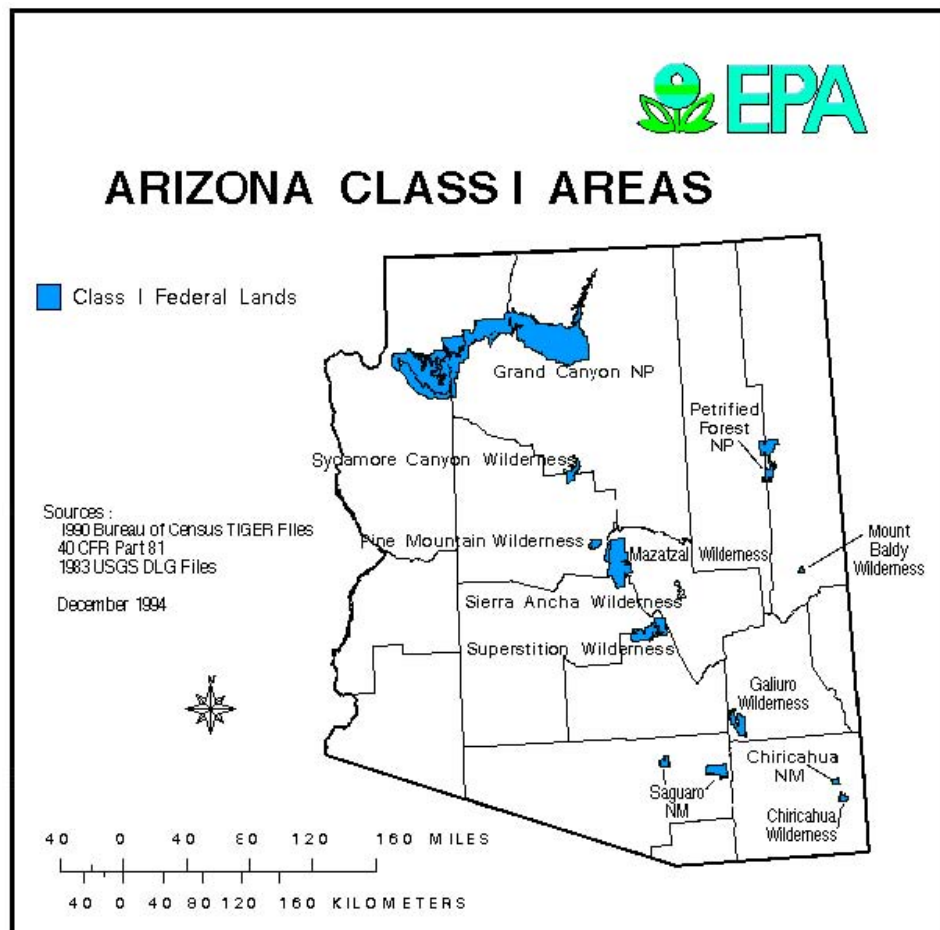 EPA
ARIZONA CLASS I AREAS
Class I Federal Lands
Grand Canyon NP
Petrified
Forest
NP
Sycamore Canyon Wilderness
Sources :
1990 Bureau of Census TIGER Files
40 CFR Part 81
1983 USGS DLG Files
December 1994
Pine Mountain Wilderness
Mazatzal Wilderness
Mount
Baldy
Wilderness
Sierra Ancha Wilderness
Superstition Wilderness
N
Galiuro
Wilderness
Chiricahua
NM
Saguaro
NM
Chiricahua
Wilderness
40 0 40 80 120 160 MILES
40 0 40 80 120 160 KILOMETERS